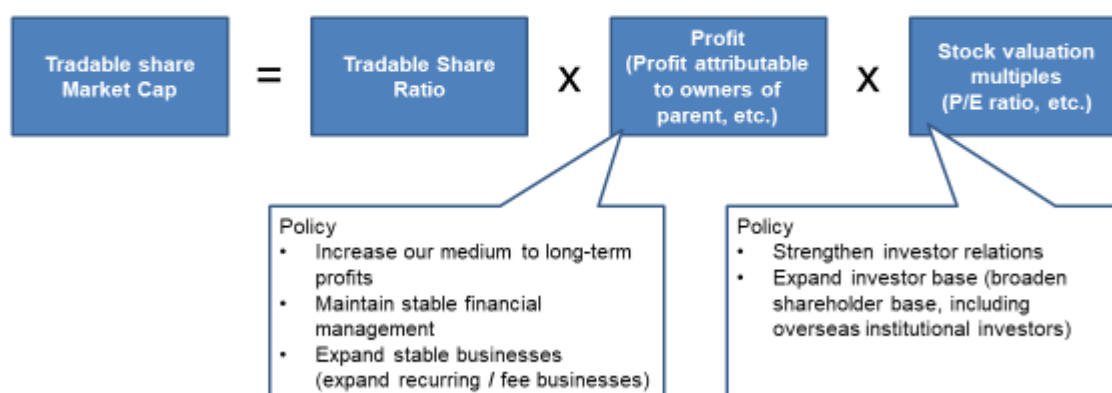 Tradable share
Market Cap
=
Tradable Share
Ratio
x
Profit
(Profit attributable
to owners of
parent, etc.)
x
Stock valuation
multiples
(P/E ratio, etc.)
Policy
• Increase our medium to long-term
profits
• Maintain stable financial
management
• Expand stable businesses
(expand recurring / fee businesses)
Policy
• Strengthen investor relations
• Expand investor base (broaden
shareholder base, including
overseas institutional investors)